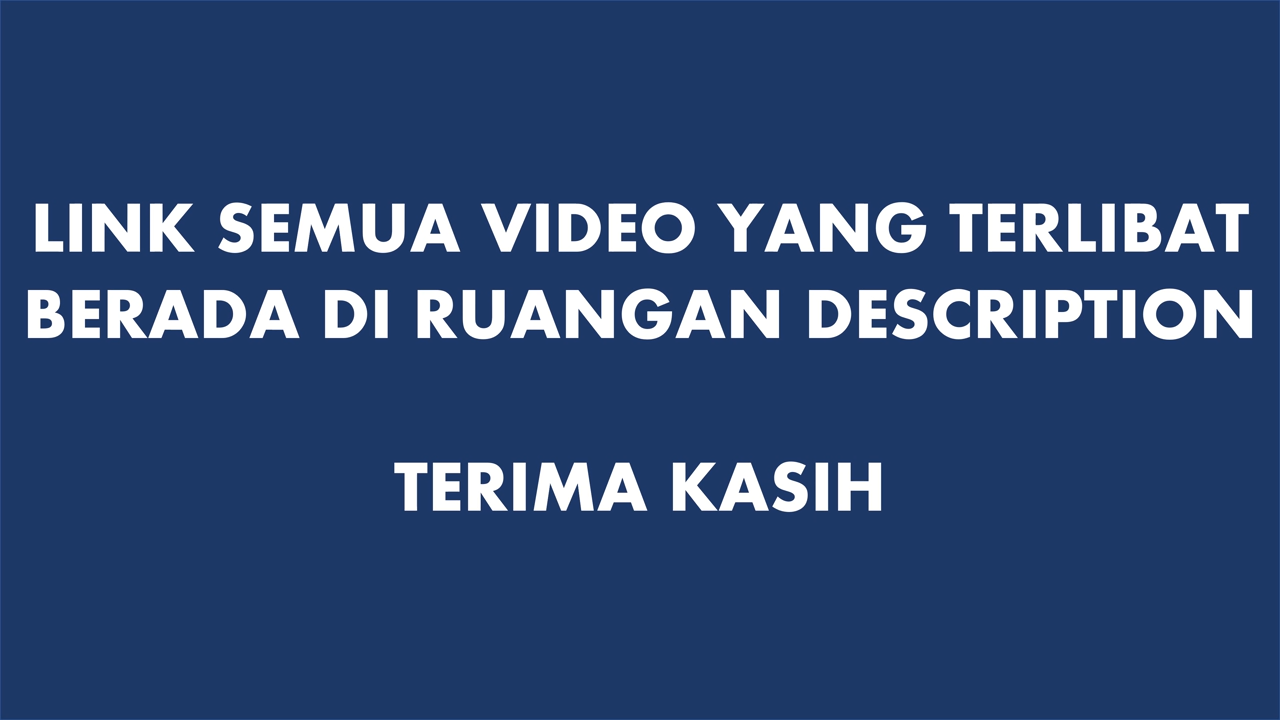 LINK SEMUA VIDEO YANG TERLIBAT
BERADA DI RUANGAN DESCRIPTION
TERIMA KASIH